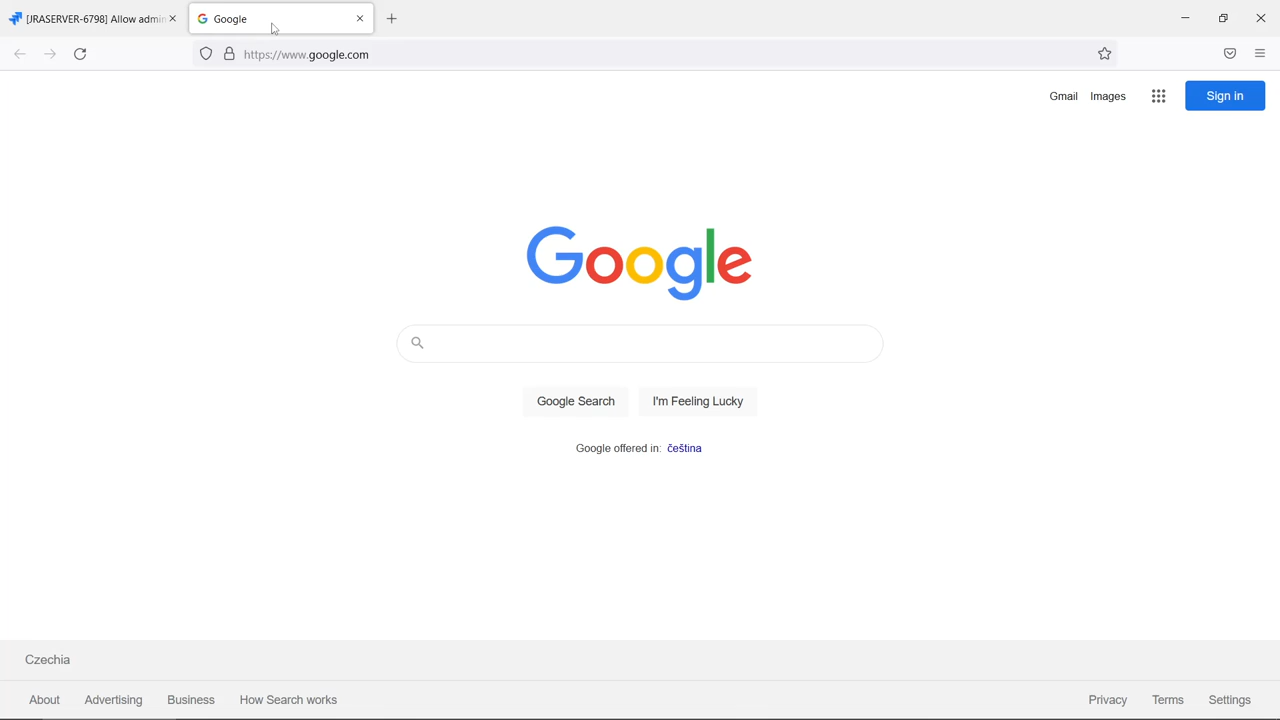 [JRASERVER-6798] Allow admin
Google
https://www.google.com
Gmail Images Sign in
Google
Google Search I'm Feeling Lucky
Google offered in: čeština
Czechia
About Advertising Business How Search works Privacy Terms Settings